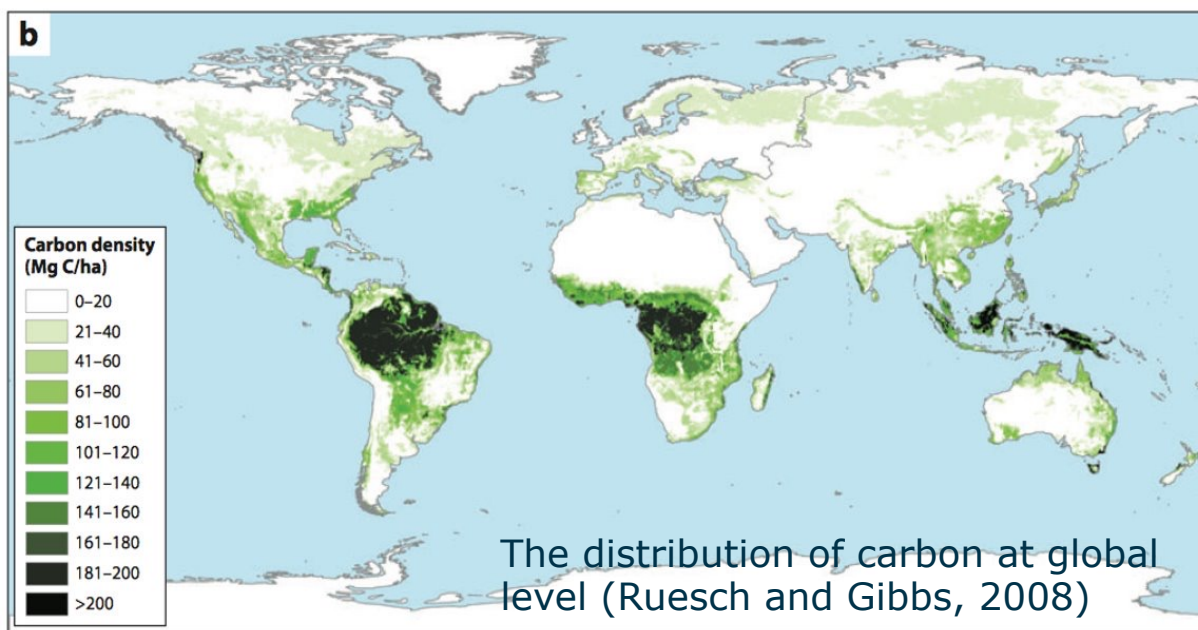 b
Carbon density
(Mg C/ha)
0–20
21–40
41–60
61–80
81–100
101–120
121–140
141–160
161–180
181–200
>200
The distribution of carbon at global
level (Ruesch and Gibbs, 2008)